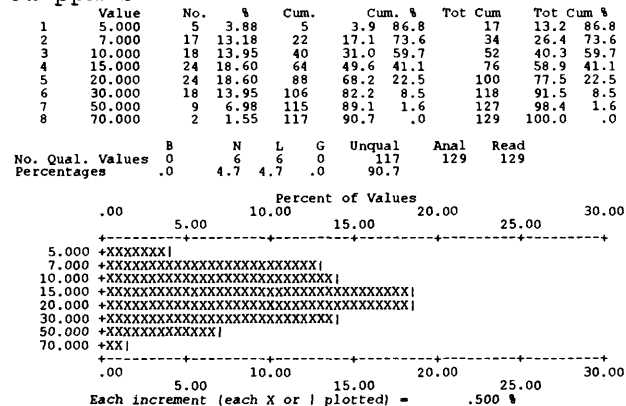 Value No. % Cum. Cum. % Tot Cum Tot Cum %
1 5.000 5 3.88 5 3.9 86.8 17 13.2 86.8
2 7.000 17 13.18 22 17.1 73.6 34 26.4 73.6
3 10.000 18 13.95 40 31.0 59.7 52 40.3 59.7
4 15.000 24 18.60 64 49.6 41.1 76 58.9 41.1
5 20.000 24 18.60 88 68.2 22.5 100 77.5 22.5
6 30.000 18 13.95 106 82.2 8.5 118 91.5 8.5
7 50.000 9 6.98 115 89.1 1.6 127 98.4 1.6
8 70.000 2 1.55 117 90.7 .0 129 100.0 .0
B N L G Unqual Anal Read
No. Qual. Values 0 6 6 0 117 129 129
Percentages .0 4.7 4.7 .0 90.7
Percent of Values
.00 10.00 20.00 30.00
5.00 15.00 25.00
+---------+---------+---------+---------+---------+---------+
5.000 +XXXXXXX|
7.000 +XXXXXXXXXXXXXXXXXXXXXXXXX|
10.000 +XXXXXXXXXXXXXXXXXXXXXXXXXXX|
15.000 +XXXXXXXXXXXXXXXXXXXXXXXXXXXXXXXXXXXX|
20.000 +XXXXXXXXXXXXXXXXXXXXXXXXXXXXXXXXXXXX|
30.000 +XXXXXXXXXXXXXXXXXXXXXXXXXXX|
50.000 +XXXXXXXXXXXXX|
70.000 +XX|
+---------+---------+---------+---------+---------+---------+
.00 10.00 20.00 30.00
5.00 15.00 25.00
Each increment (each X or | plotted) = .500 %